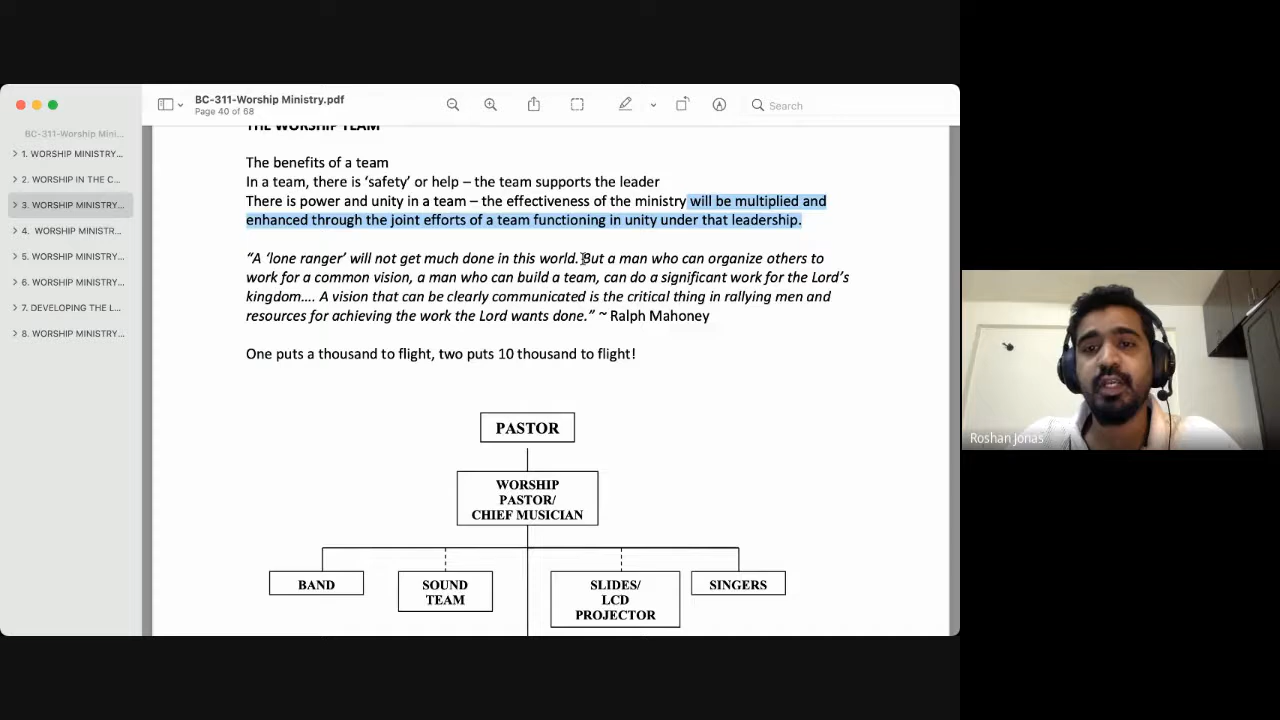 BC-311-Worship Ministry.pdf
Page 40 of 68
Search
BC-311-Worship Mini...
1. WORSHIP MINISTRY...
2. WORSHIP IN THE C...
3. WORSHIP MINISTRY...
4. WORSHIP MINISTR...
5. WORSHIP MINISTRY...
6. WORSHIP MINISTRY...
7. DEVELOPING THE L...
8. WORSHIP MINISTRY...
THE WORSHIP TEAM
The benefits of a team
In a team, there is ‘safety’ or help – the team supports the leader
There is power and unity in a team – the effectiveness of the ministry will be multiplied and
enhanced through the joint efforts of a team functioning in unity under that leadership.
“A ‘lone ranger’ will not get much done in this world. But a man who can organize others to
work for a common vision, a man who can build a team, can do a significant work for the Lord’s
kingdom.... A vision that can be clearly communicated is the critical thing in rallying men and
resources for achieving the work the Lord wants done.” ~ Ralph Mahoney
One puts a thousand to flight, two puts 10 thousand to flight!
PASTOR
WORSHIP
PASTOR/
CHIEF MUSICIAN
BAND
SOUND
TEAM
SLIDES/
LCD
PROJECTOR
SINGERS
Roshan Jonas